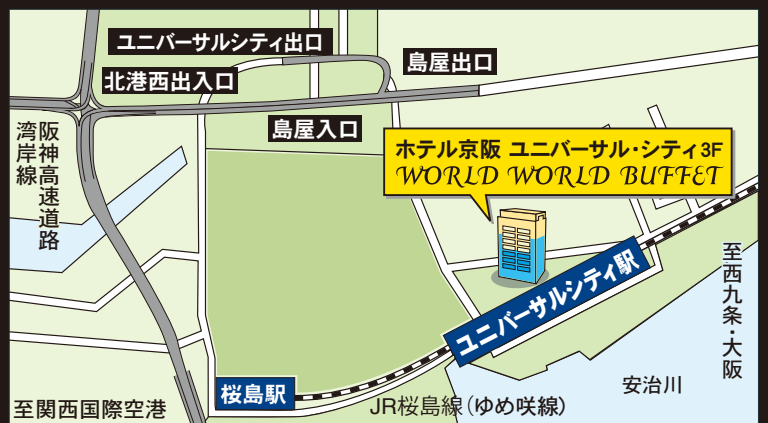 ユニバーサルシティ出口
島屋出口
北港西出入口
島屋入口
阪神高速道路
湾岸線
ホテル京阪 ユニバーサル・シティ3F
WORLD WORLD BUFFET
ユニバーサルシティ駅
至西九条・大阪
安治川
桜島駅
JR桜島線(ゆめ咲線)
至関西国際空港